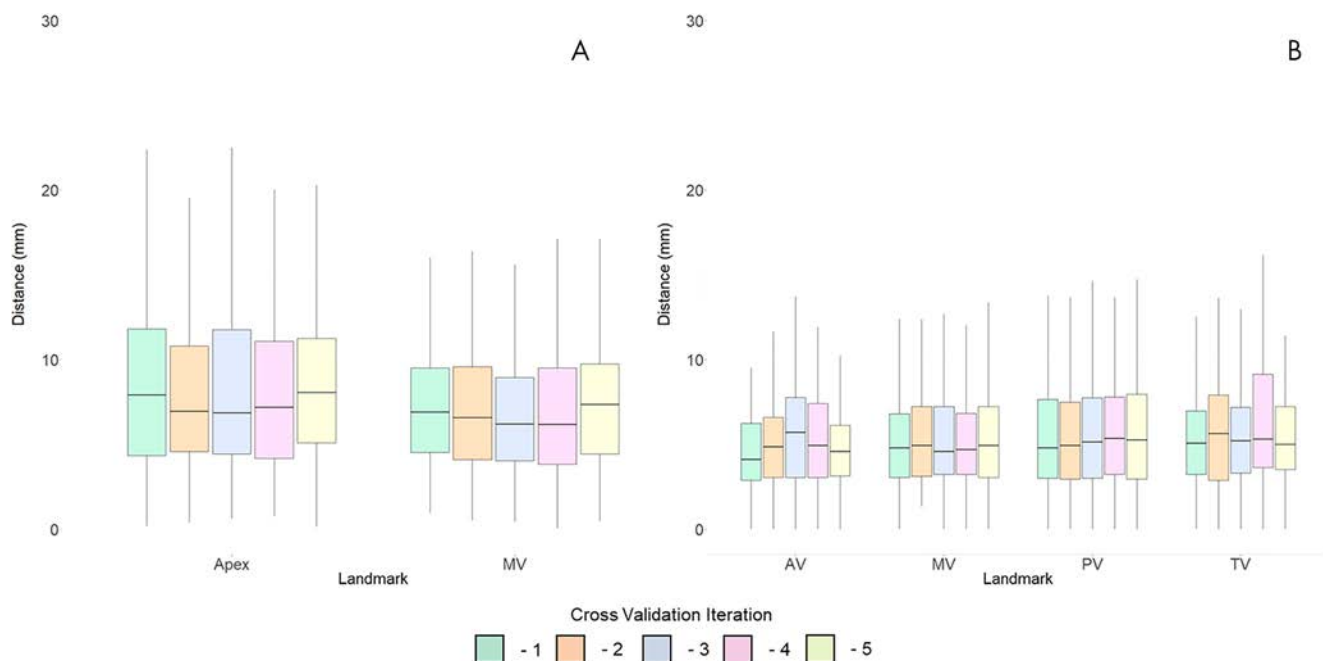 30
A
20
Distance (mm)
10
0
Apex
MV
Landmark
30
B
20
Distance (mm)
10
0
AV
MV
PV
TV
Landmark
Cross Validation Iteration
- 1 - 2 - 3 - 4 - 5